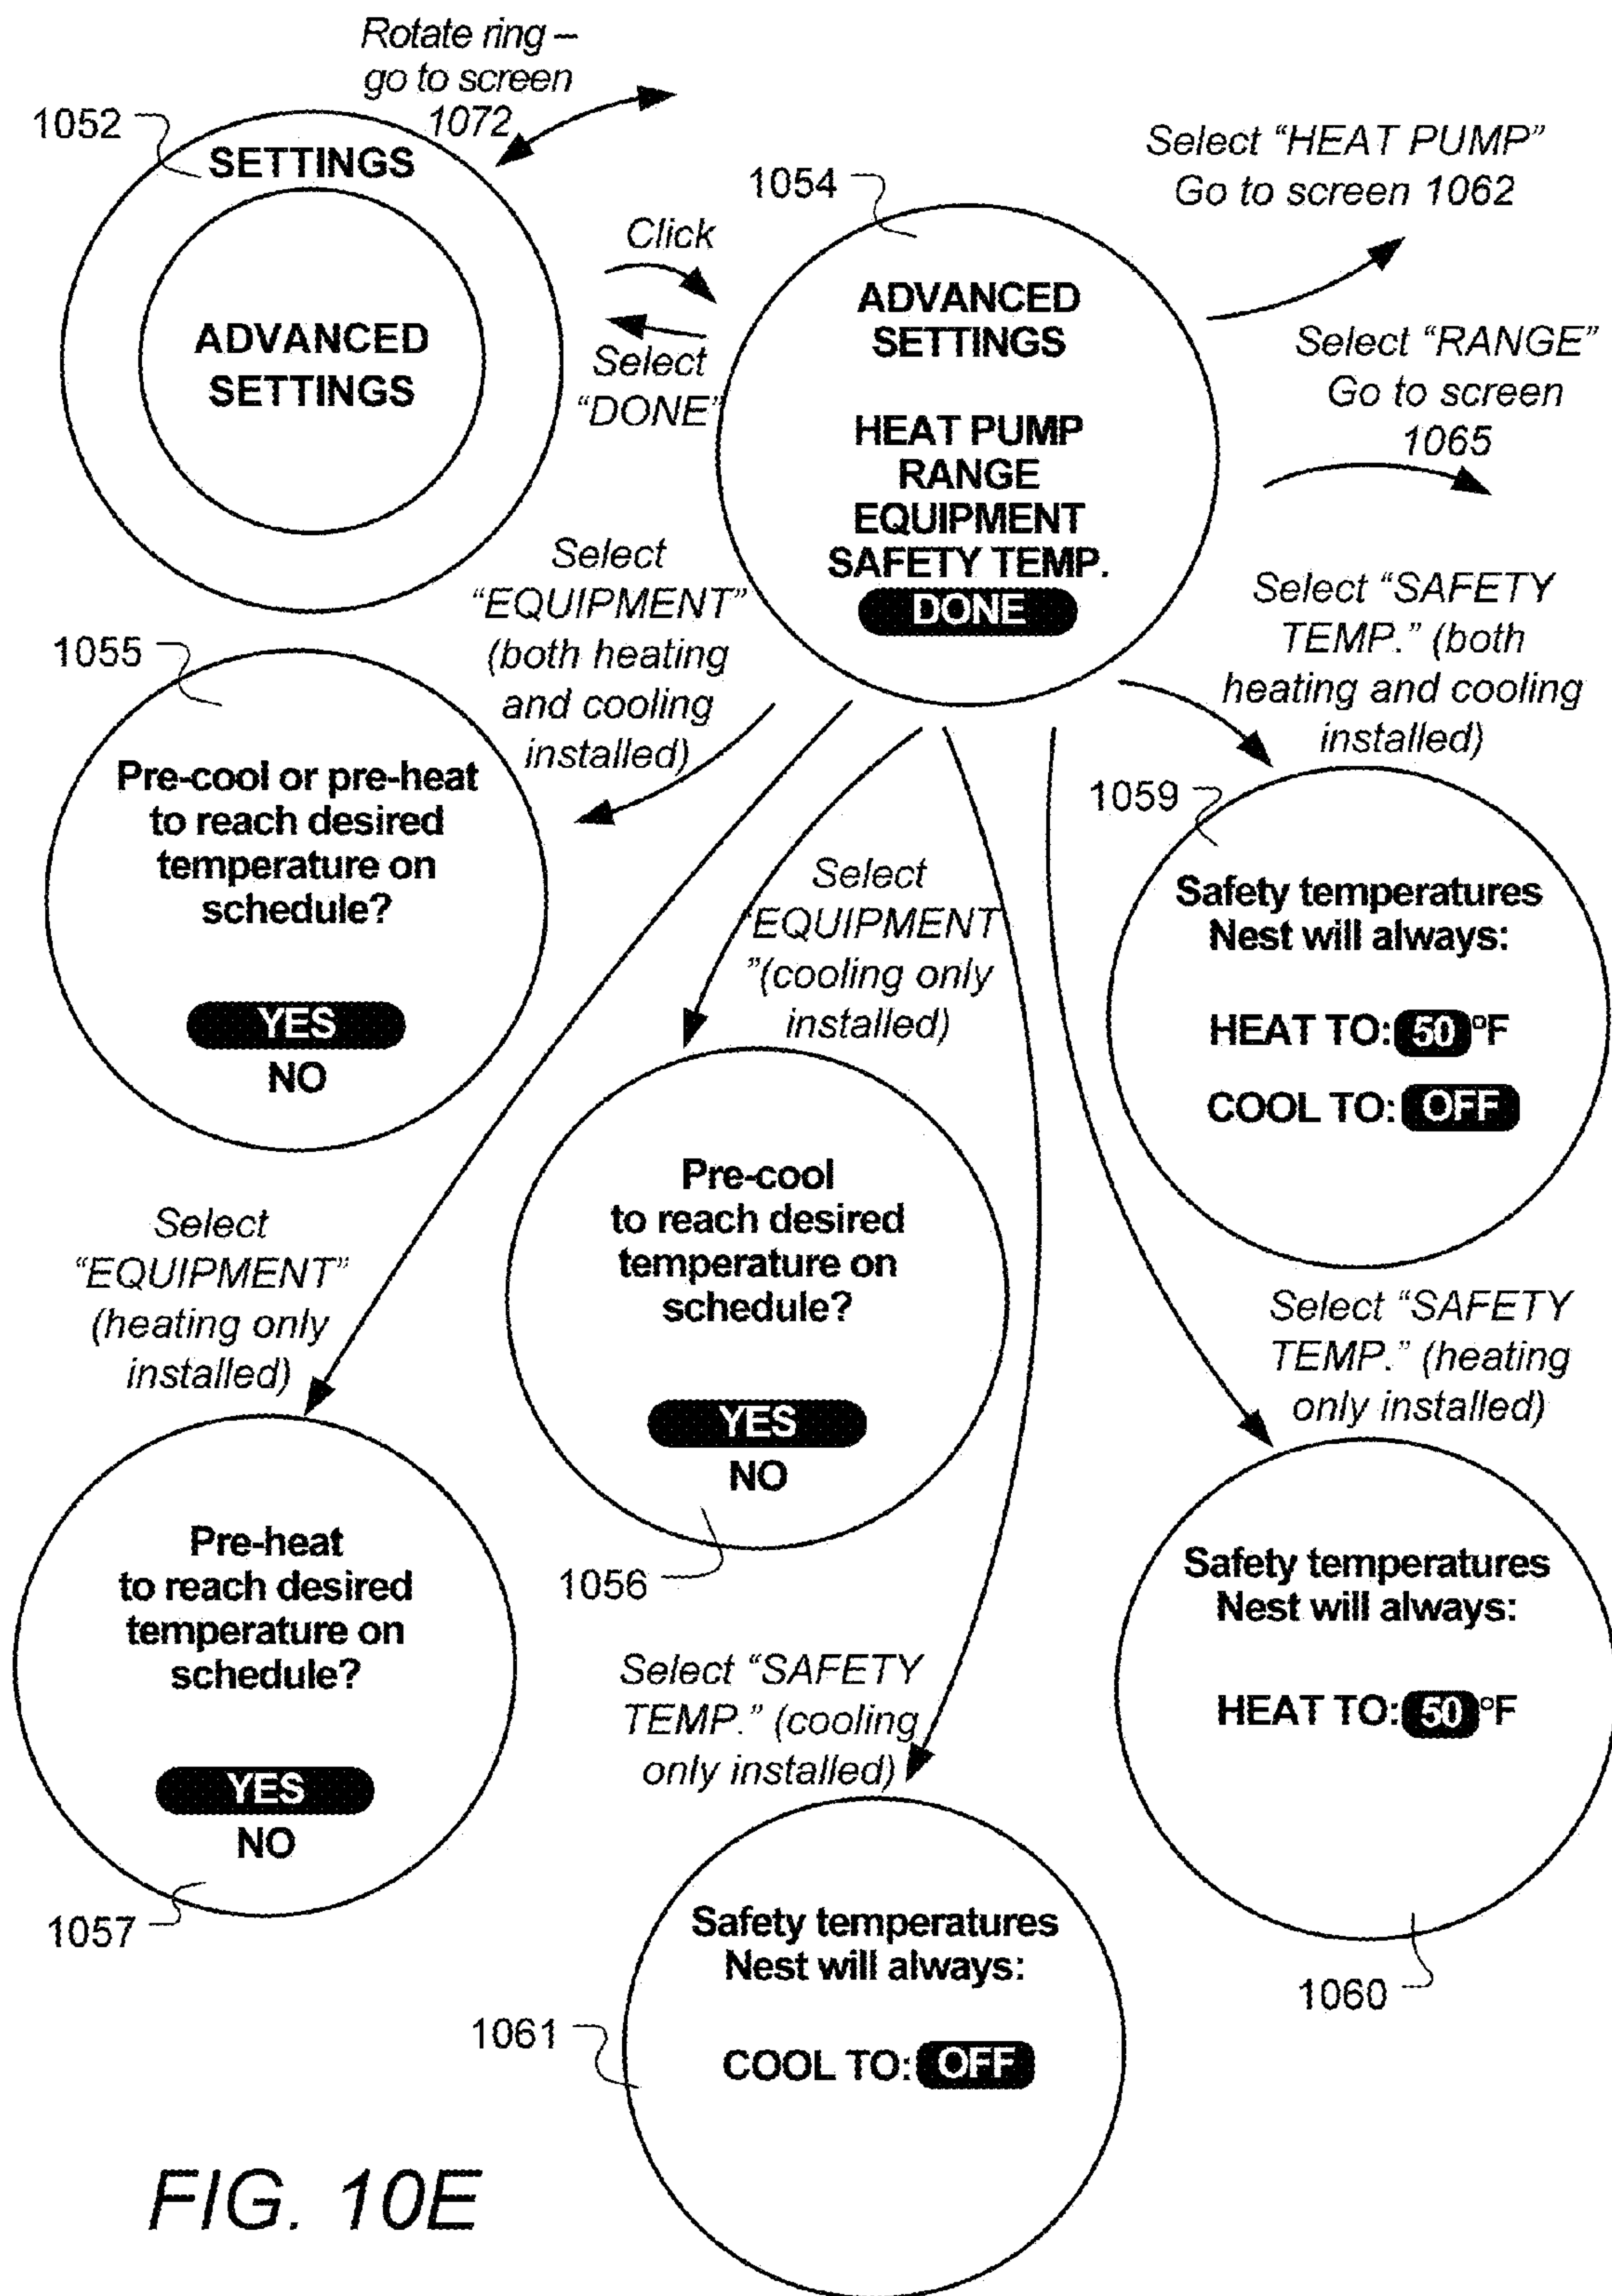 Rotate ring –
go to screen
1072
1052
SETTINGS
ADVANCED
SETTINGS
Click
Select
“DONE”
1054
ADVANCED
SETTINGS
HEAT PUMP
RANGE
EQUIPMENT
SAFETY TEMP.
DONE
Select “HEAT PUMP”
Go to screen 1062
Select “RANGE”
Go to screen
1065
Select
“EQUIPMENT”
(both heating
and cooling
installed)
Select “SAFETY
TEMP.” (both
heating and cooling
installed)
1055
Pre-cool or pre-heat
to reach desired
temperature on
schedule?
YES
NO
Select
“EQUIPMENT
”(cooling only
installed)
1059
Safety temperatures
Nest will always:
HEAT TO: 50 °F
COOL TO: OFF
Select
“EQUIPMENT”
(heating only
installed)
Pre-cool
to reach desired
temperature on
schedule?
YES
NO
1056
Select “SAFETY
TEMP.” (heating
only installed)
Pre-heat
to reach desired
temperature on
schedule?
YES
NO
1057
Select “SAFETY
TEMP.” (cooling
only installed)
Safety temperatures
Nest will always:
HEAT TO: 50 °F
1060
1061
Safety temperatures
Nest will always:
COOL TO: OFF
FIG. 10E